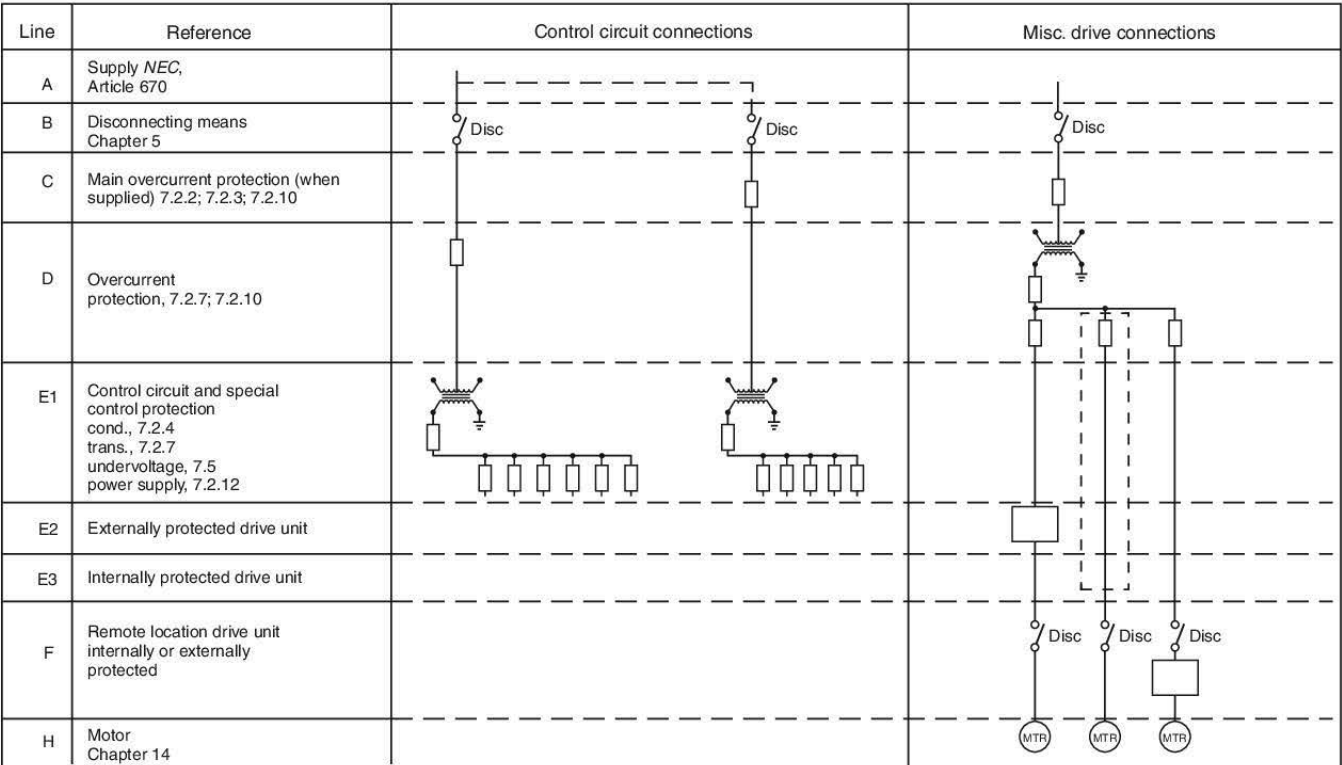 Line
Reference
Control circuit connections
Misc. drive connections
A
Supply NEC,
Article 670
B
Disconnecting means
Chapter 5
Disc
Disc
Disc
C
Main overcurrent protection (when
supplied) 7.2.2; 7.2.3; 7.2.10
D
Overcurrent
protection, 7.2.7; 7.2.10
E1
Control circuit and special
control protection
cond., 7.2.4
trans., 7.2.7
undervoltage, 7.5
power supply, 7.2.12
E2
Externally protected drive unit
E3
Internally protected drive unit
F
Remote location drive unit
internally or externally
protected
Disc
Disc
Disc
H
Motor
Chapter 14
MTR
MTR
MTR